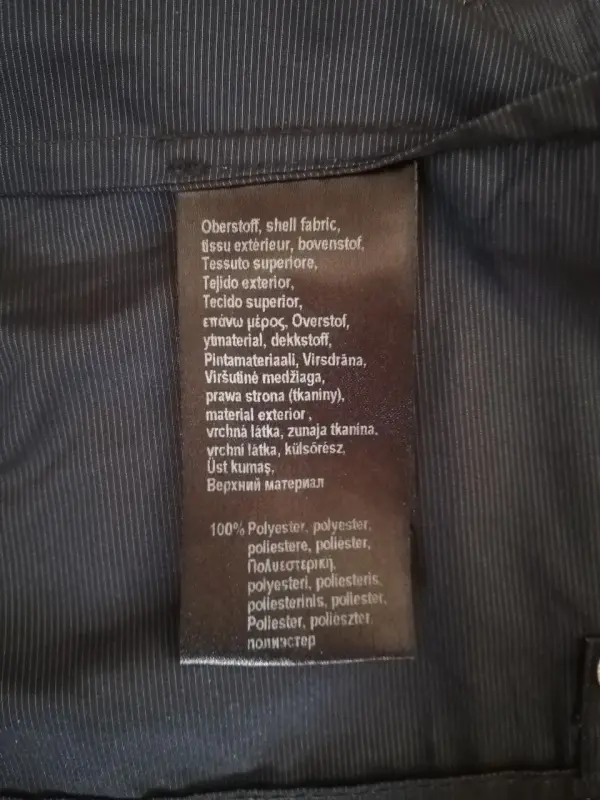 Oberstoff, shell fabric,
tissu extérieur, bovenstof,
Tessuto superiore,
Tejido exterior,
Tecido superior,
επάνω μέρος, Overstof,
ytmaterial, dekkstoff,
Pintamateriaali, Virsdrāna,
Viršutinė medžiaga,
prawa strona (tkaniny),
material exterior ,
vrchná látka, zunaja tkanina,
vrchní látka, külsőrész,
Üst kumaş,
Верхний материал
100% Polyester, polyester,
poliestere, poliéster,
Πολυεστερική,
polyesteri, poliesteris,
poliesterinis, poliester,
Poliester, poliészter,
полиэстер